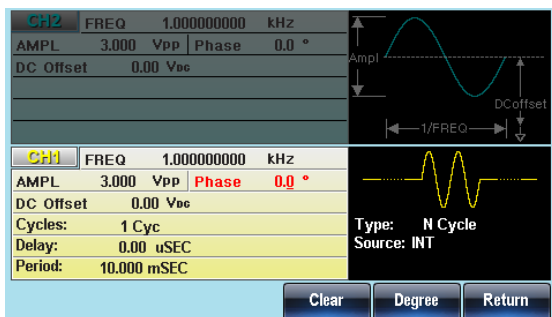 CH2 FREQ 1.000000000 kHz
AMPL 3.000 Vpp Phase 0.0 °
DC Offset 0.00 VDC
Ampl
DCoffset
1/FREQ
CH1 FREQ 1.000000000 kHz
AMPL 3.000 Vpp Phase 0.0 °
DC Offset 0.00 VDC
Cycles: 1 Cyc
Delay: 0.00 uSEC
Period: 10.000 mSEC
Type: N Cycle
Source: INT
Clear Degree Return